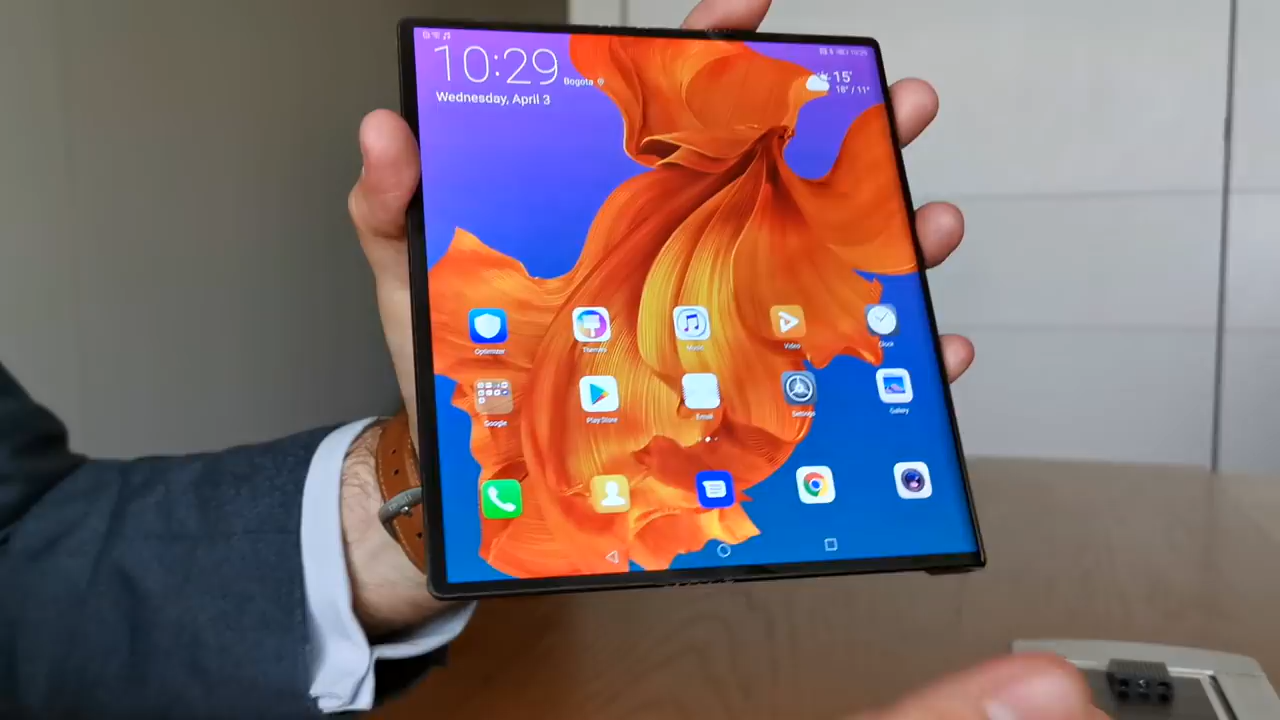 10:29
Bogota
Wednesday, April 3
15°
18° / 11°
Optimizer
Themes
Music
Video
Clock
Google
Play Store
Email
Settings
Gallery